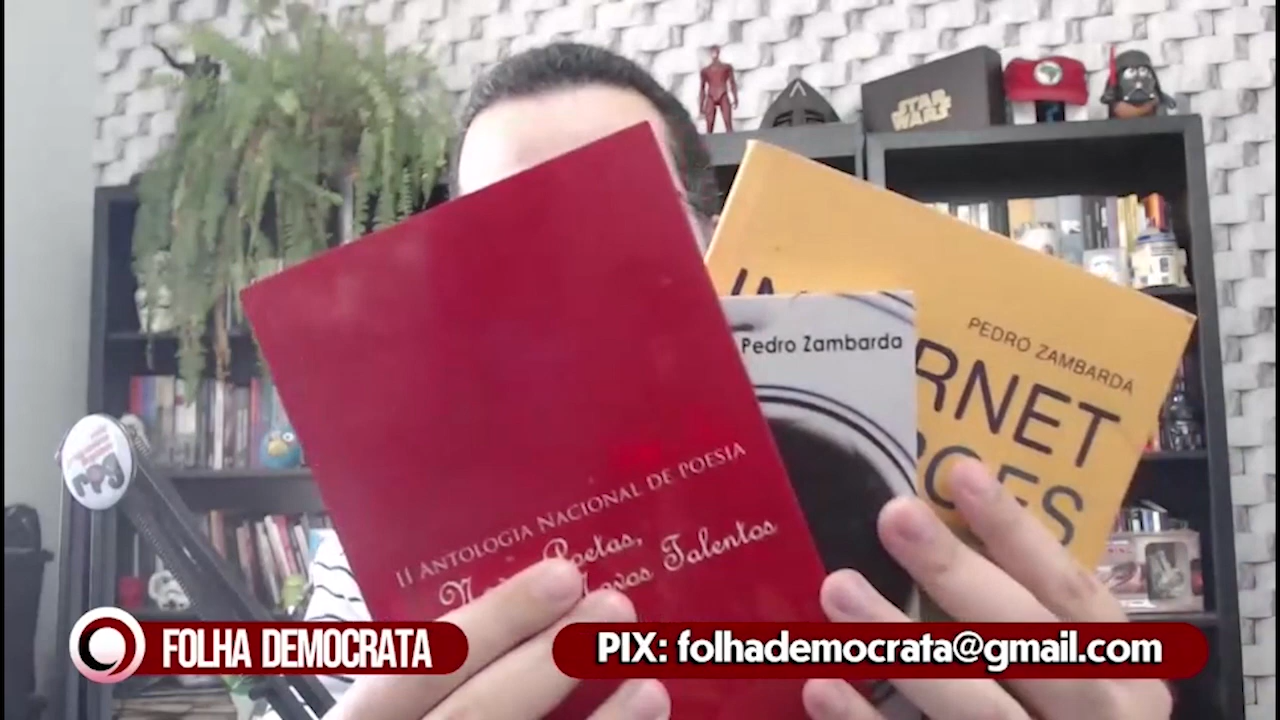 STAR
WARS
PEDRO ZAMBARDA
RNET
Pedro Zambarda
II ANTOLOGIA NACIONAL DE POESIA
Poetas,
Novos Talentos
FOLHA DEMOCRATA
PIX: folhademocrata@gmail.com